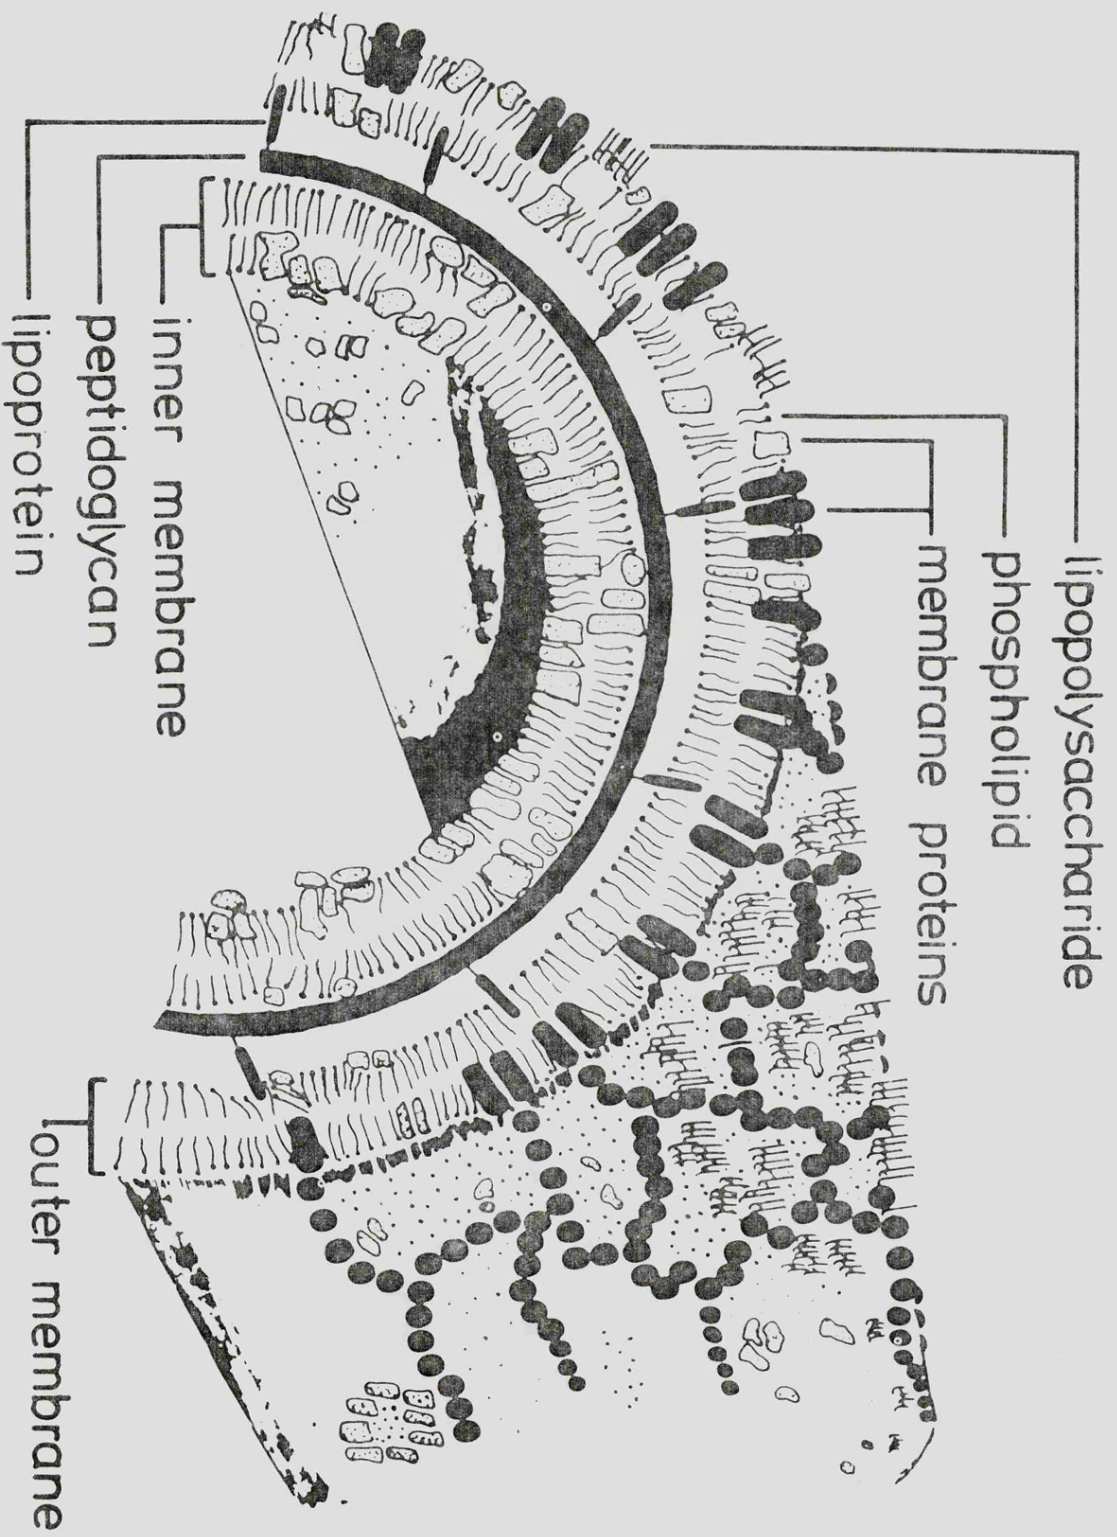 lipopolysaccharide
phospholipid
membrane proteins
inner membrane
peptidoglycan
lipoprotein
outer membrane